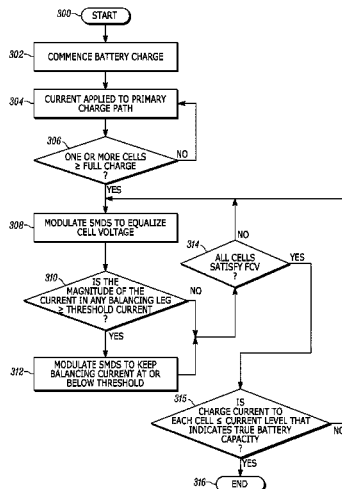 300
START
302
COMMENCE BATTERY CHARGE
304
CURRENT APPLIED TO PRIMARY
CHARGE PATH
306
ONE OR MORE CELLS
≥ FULL CHARGE
?
NO
YES
308
MODULATE SMDS TO EQUALIZE
CELL VOLTAGE
310
IS THE
MAGNITUDE OF THE
CURRENT IN ANY BALANCING LEG
≥ THRESHOLD CURRENT
?
NO
YES
312
MODULATE SMDS TO KEEP
BALANCING CURRENT AT OR
BELOW THRESHOLD
314
NO
ALL CELLS
SATISFY FCV
?
YES
315
IS
CHARGE CURRENT TO
EACH CELL ≤ CURRENT LEVEL THAT
INDICATES TRUE BATTERY
CAPACITY
?
NO
YES
316
END